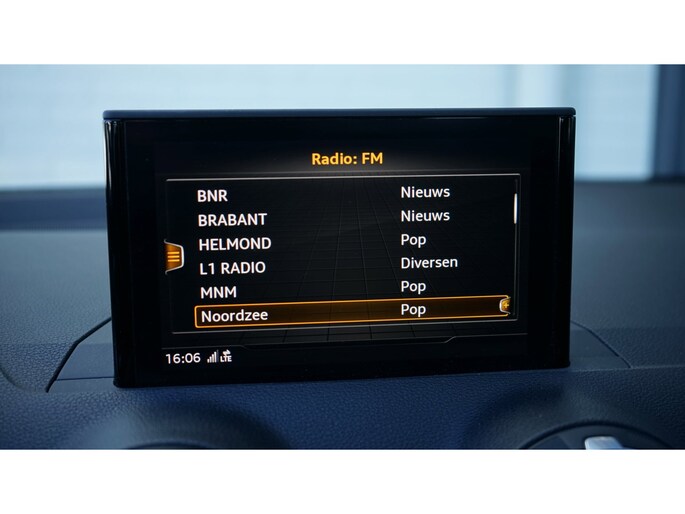 Radio: FM
BNR Nieuws
BRABANT Nieuws
HELMOND Pop
L1 RADIO Diversen
MNM Pop
Noordzee Pop
16:06 LTE